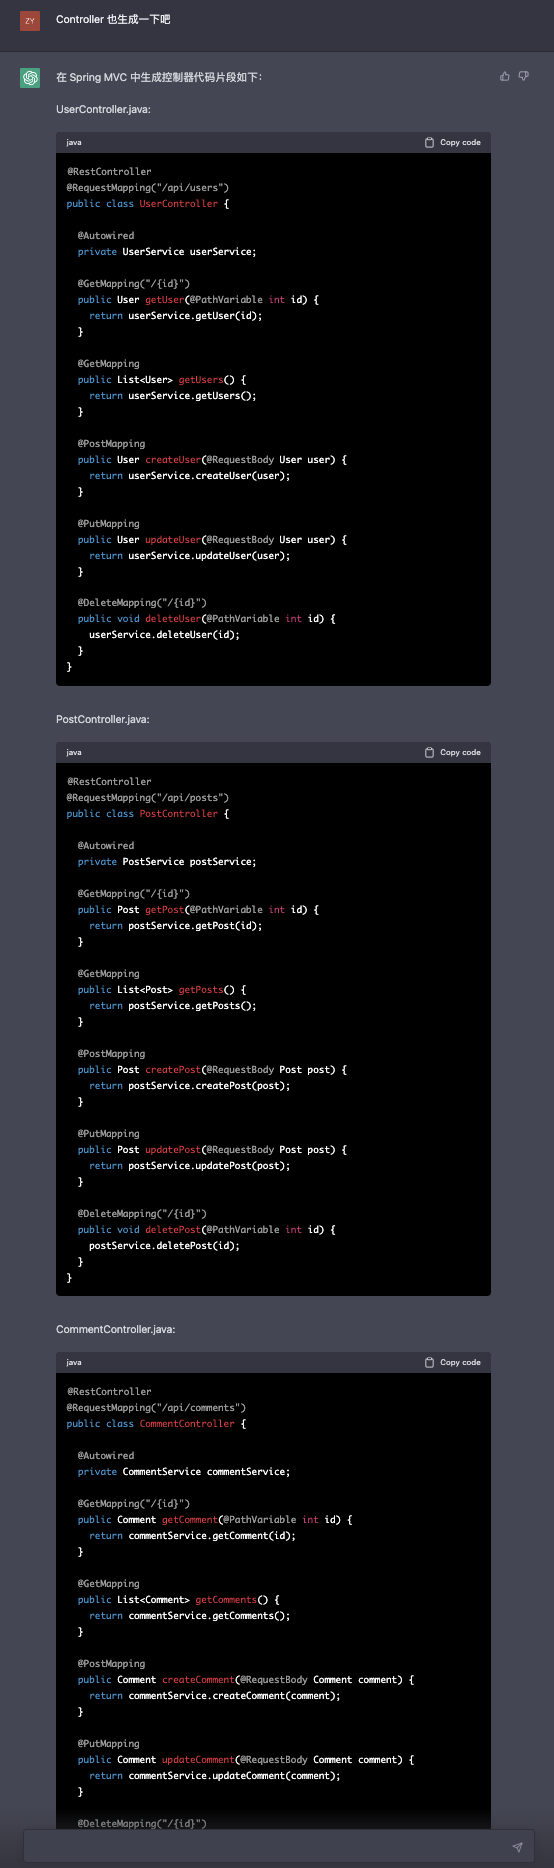 ZY
Controller 也生成一下吧
在 Spring MVC 中生成控制器代码片段如下：
UserController.java:
java
Copy code
@RestController
@RequestMapping("/api/users")
public class UserController {
@Autowired
private UserService userService;
@GetMapping("/{id}")
public User getUser(@PathVariable int id) {
return userService.getUser(id);
}
@GetMapping
public List<User> getUsers() {
return userService.getUsers();
}
@PostMapping
public User createUser(@RequestBody User user) {
return userService.createUser(user);
}
@PutMapping
public User updateUser(@RequestBody User user) {
return userService.updateUser(user);
}
@DeleteMapping("/{id}")
public void deleteUser(@PathVariable int id) {
userService.deleteUser(id);
}
}
PostController.java:
java
Copy code
@RestController
@RequestMapping("/api/posts")
public class PostController {
@Autowired
private PostService postService;
@GetMapping("/{id}")
public Post getPost(@PathVariable int id) {
return postService.getPost(id);
}
@GetMapping
public List<Post> getPosts() {
return postService.getPosts();
}
@PostMapping
public Post createPost(@RequestBody Post post) {
return postService.createPost(post);
}
@PutMapping
public Post updatePost(@RequestBody Post post) {
return postService.updatePost(post);
}
@DeleteMapping("/{id}")
public void deletePost(@PathVariable int id) {
postService.deletePost(id);
}
}
CommentController.java:
java
Copy code
@RestController
@RequestMapping("/api/comments")
public class CommentController {
@Autowired
private CommentService commentService;
@GetMapping("/{id}")
public Comment getComment(@PathVariable int id) {
return commentService.getComment(id);
}
@GetMapping
public List<Comment> getComments() {
return commentService.getComments();
}
@PostMapping
public Comment createComment(@RequestBody Comment comment) {
return commentService.createComment(comment);
}
@PutMapping
public Comment updateComment(@RequestBody Comment comment) {
return commentService.updateComment(comment);
}
@DeleteMapping("/{id}")